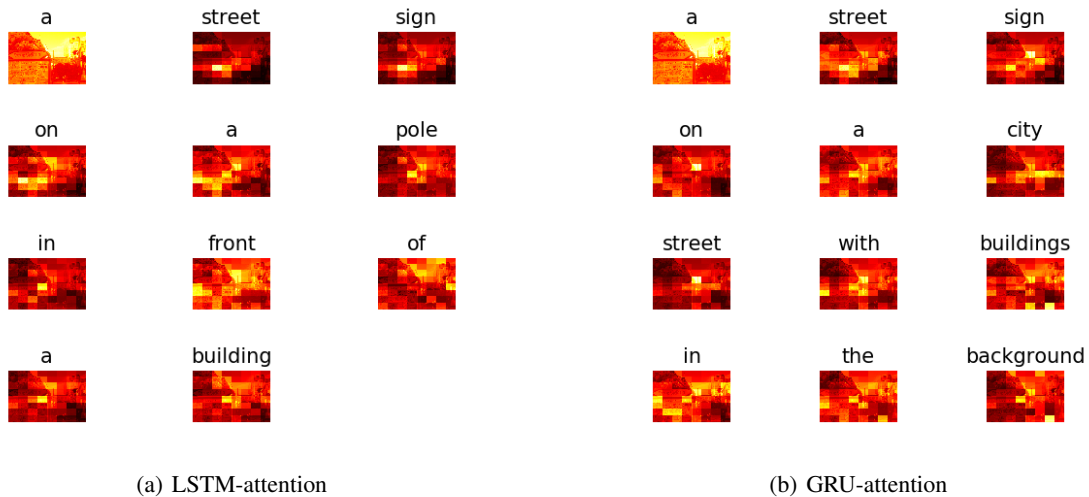 a street sign
on a pole
in front of
a building
(a) LSTM-attention
a street sign
on a city
street with buildings
in the background
(b) GRU-attention